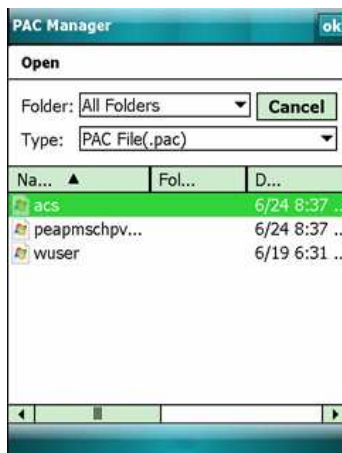 PAC Manager ok
Open
Folder: All Folders Cancel
Type: PAC File(.pac)
Na... ▲ Fol... D...
acs 6/24 8:37 ..
peapmschpv... 6/24 8:37 ..
wuser 6/19 6:31 ..